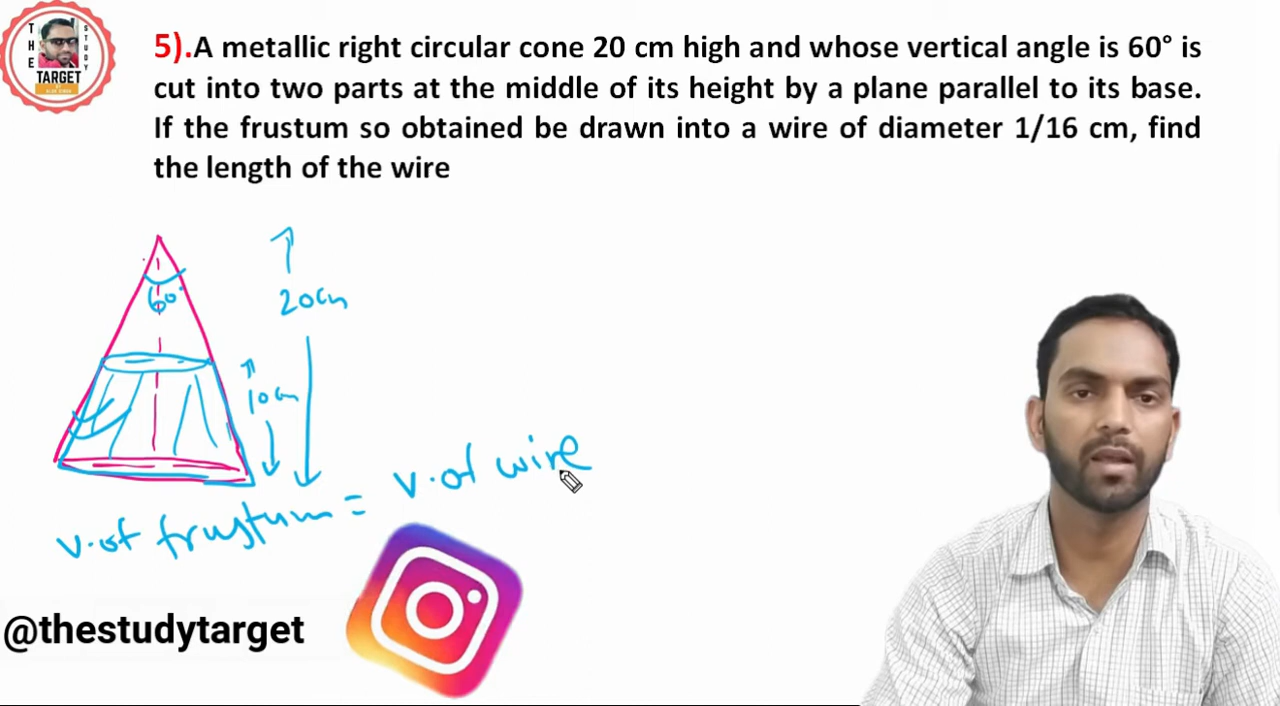 THE STUDY
TARGET
5).A metallic right circular cone 20 cm high and whose vertical angle is 60° is
cut into two parts at the middle of its height by a plane parallel to its base.
If the frustum so obtained be drawn into a wire of diameter 1/16 cm, find
the length of the wire
60°
20cm
10cm
v.of frustum = v.of wire
@thestudytarget